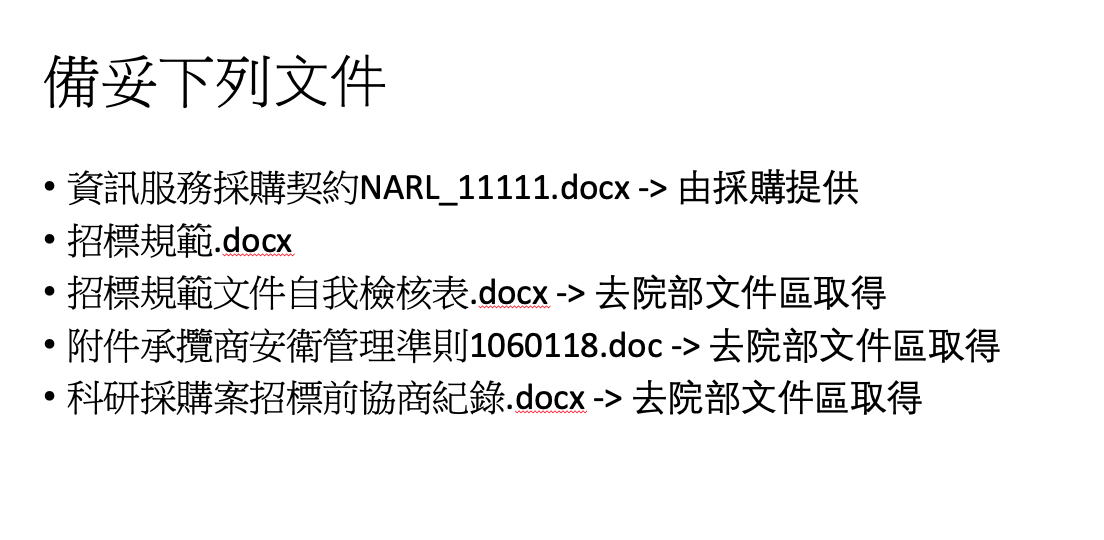 備妥下列文件
• 資訊服務採購契約NARL_11111.docx -> 由採購提供
• 招標規範.docx
• 招標規範文件自我檢核表.docx -> 去院部文件區取得
• 附件承攬商安衛管理準則1060118.doc -> 去院部文件區取得
• 科研採購案招標前協商紀錄.docx -> 去院部文件區取得